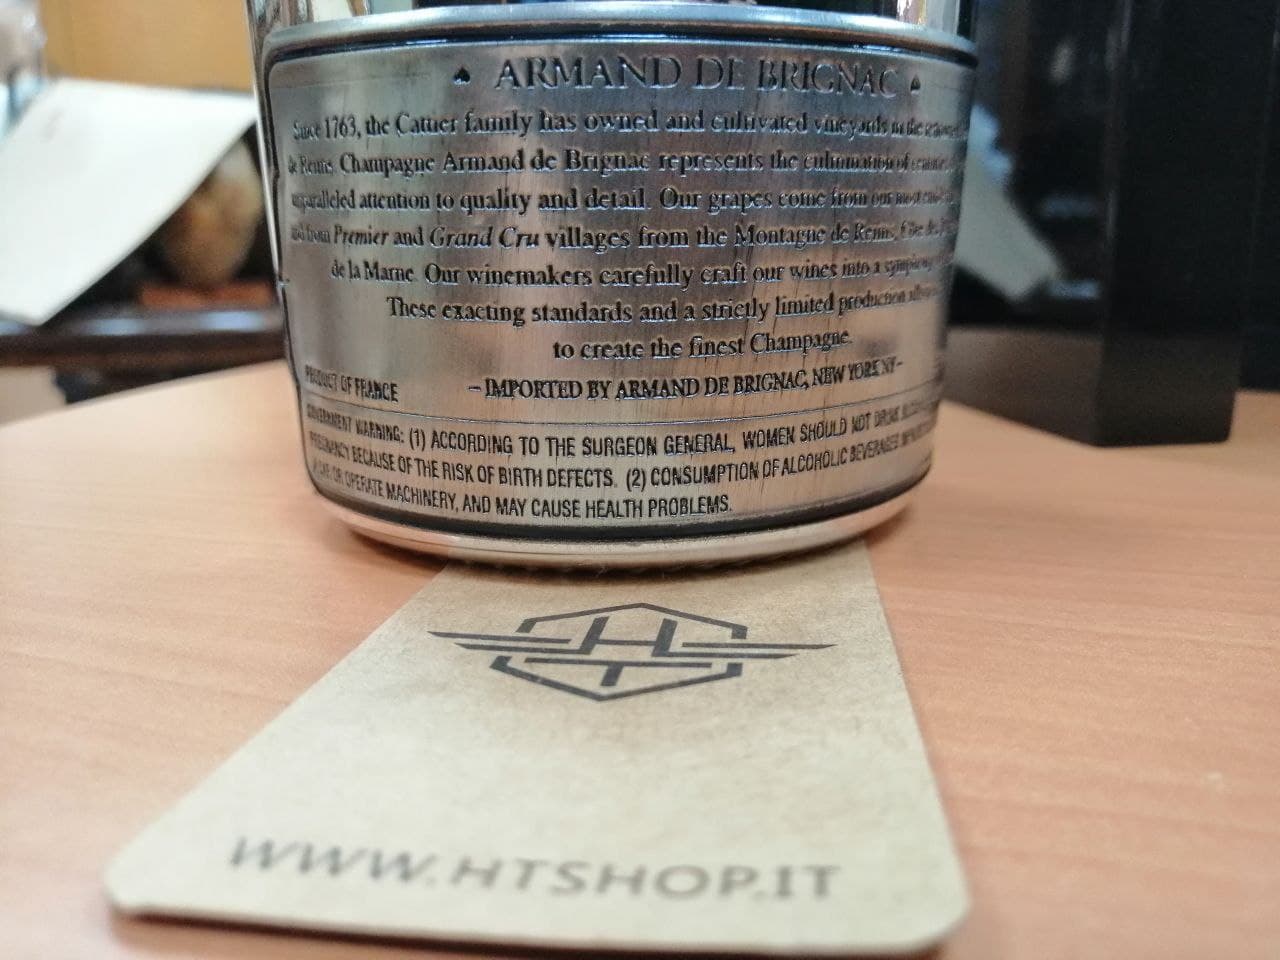 ♠ ARMAND DE BRIGNAC ♠
Since 1763, the Cattier family has owned and cultivated vineyards in the
de Reims. Champagne Armand de Brignac represents the culmination of
unparalleled attention to quality and detail. Our grapes come from our most
and from Premier and Grand Cru villages from the Montagne de Reims,
de la Marne. Our winemakers carefully craft our wines into a
These exacting standards and a strictly limited production
to create the finest Champagne.
PRODUCT OF FRANCE
– IMPORTED BY ARMAND DE BRIGNAC, NEW YORK NY –
GOVERNMENT WARNING: (1) ACCORDING TO THE SURGEON GENERAL, WOMEN SHOULD NOT DRINK
PREGNANCY BECAUSE OF THE RISK OF BIRTH DEFECTS. (2) CONSUMPTION OF ALCOHOLIC BEVERAGES
A CAR OR OPERATE MACHINERY, AND MAY CAUSE HEALTH PROBLEMS.
HT
WWW.HTSHOP.IT